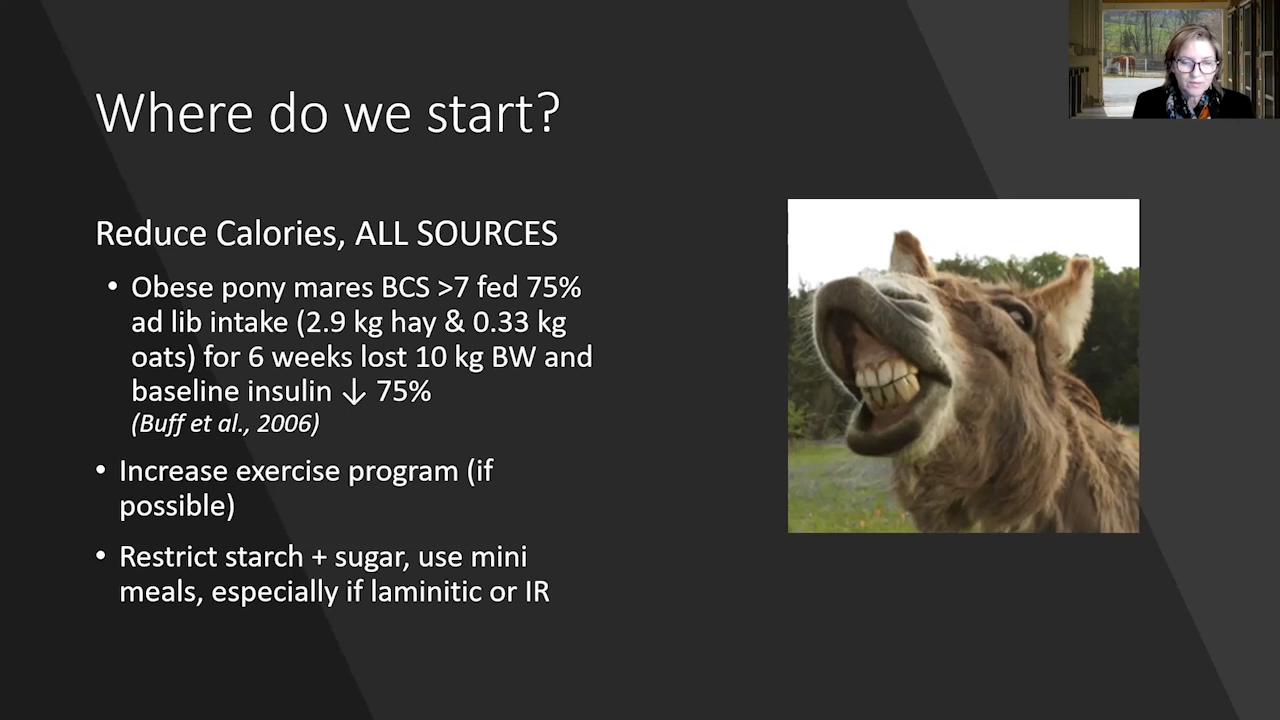 Where do we start?
Reduce Calories, ALL SOURCES
• Obese pony mares BCS >7 fed 75%
ad lib intake (2.9 kg hay & 0.33 kg
oats) for 6 weeks lost 10 kg BW and
baseline insulin ↓ 75%
(Buff et al., 2006)
• Increase exercise program (if
possible)
• Restrict starch + sugar, use mini
meals, especially if laminitic or IR